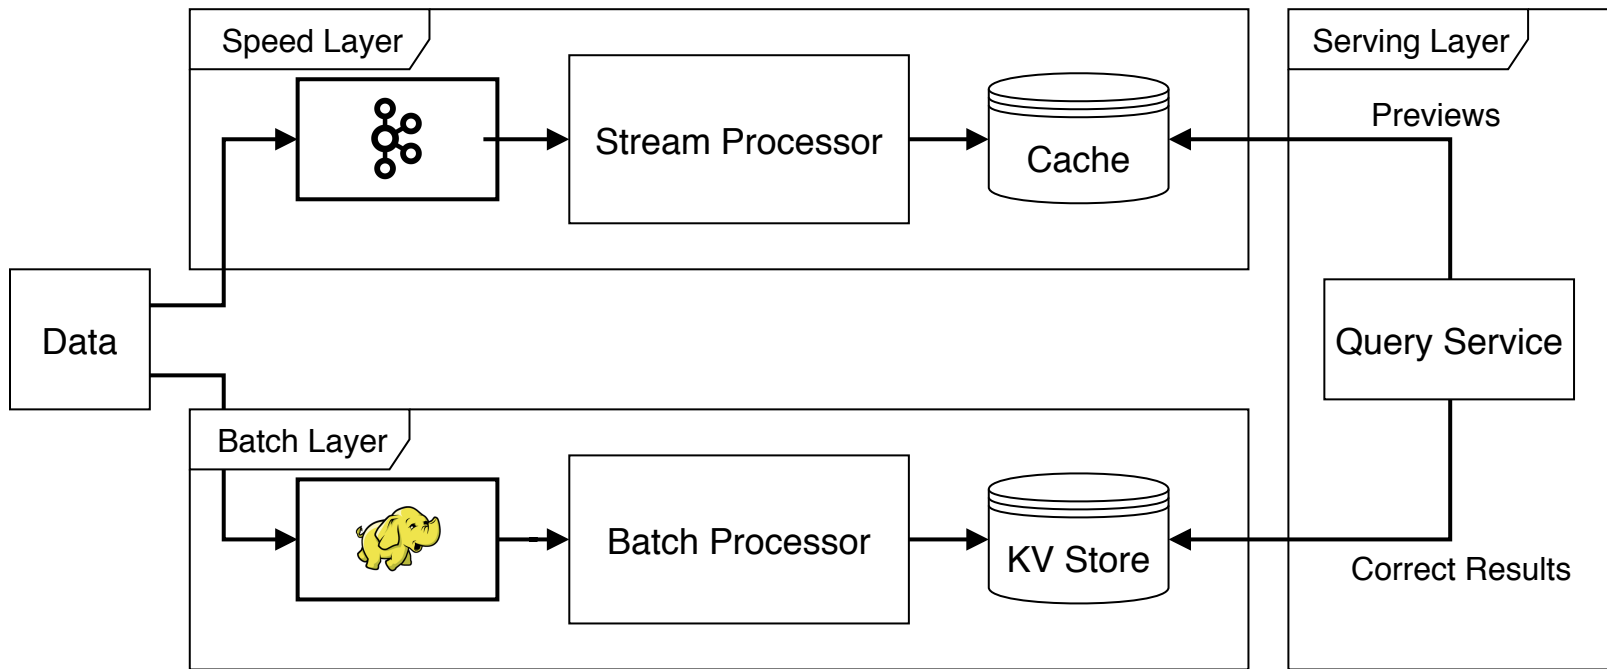 Speed Layer
Serving Layer
Previews
Stream Processor
Cache
Data
Query Service
Batch Layer
Batch Processor
KV Store
Correct Results